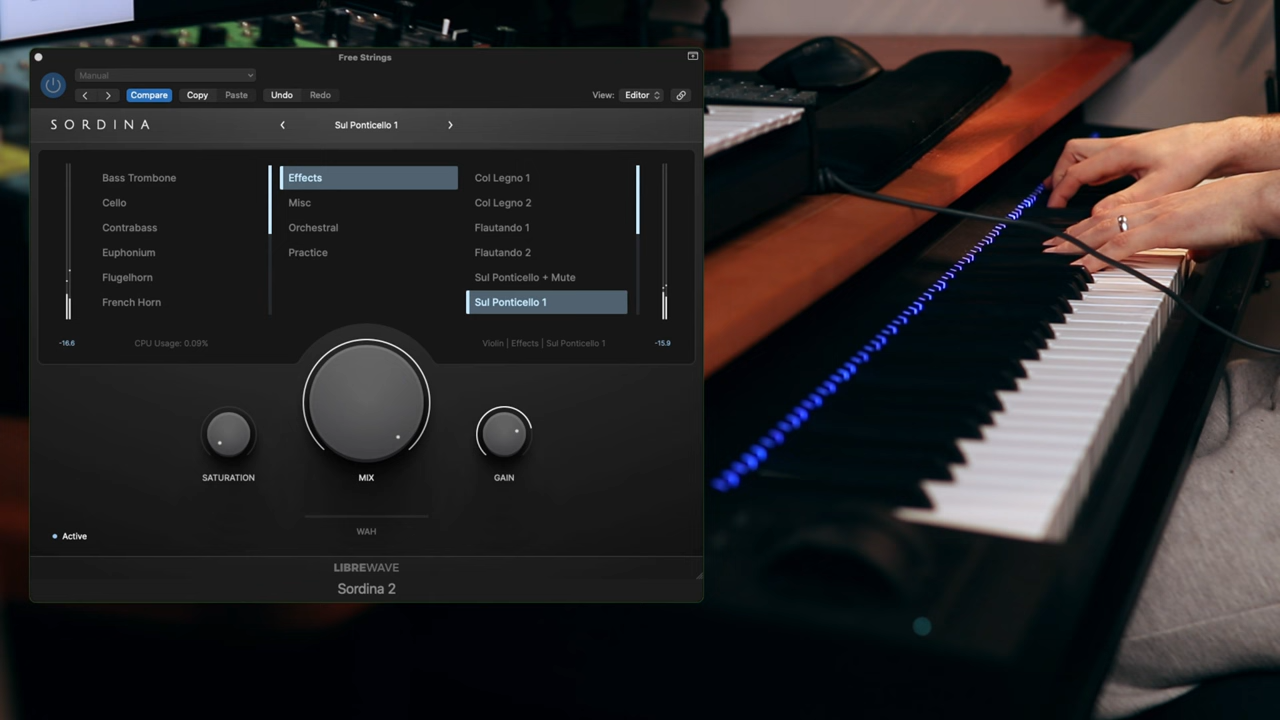 Free Strings
Manual
Compare Copy Paste Undo Redo View: Editor
SORDINA Sul Ponticello 1
Bass Trombone Effects Col Legno 1
Cello Misc Col Legno 2
Contrabass Orchestral Flautando 1
Euphonium Practice Flautando 2
Flugelhorn Sul Ponticello + Mute
French Horn Sul Ponticello 1
-16.6 CPU Usage: 0.09% Violin | Effects | Sul Ponticello 1 -15.9
SATURATION MIX GAIN
WAH
Active
LIBREWAVE
Sordina 2